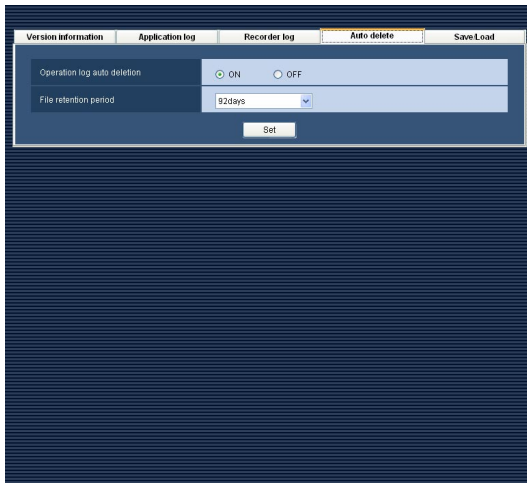 Version information Application log Recorder log Auto delete Save/Load
Operation log auto deletion ON OFF
File retention period 92days
Set